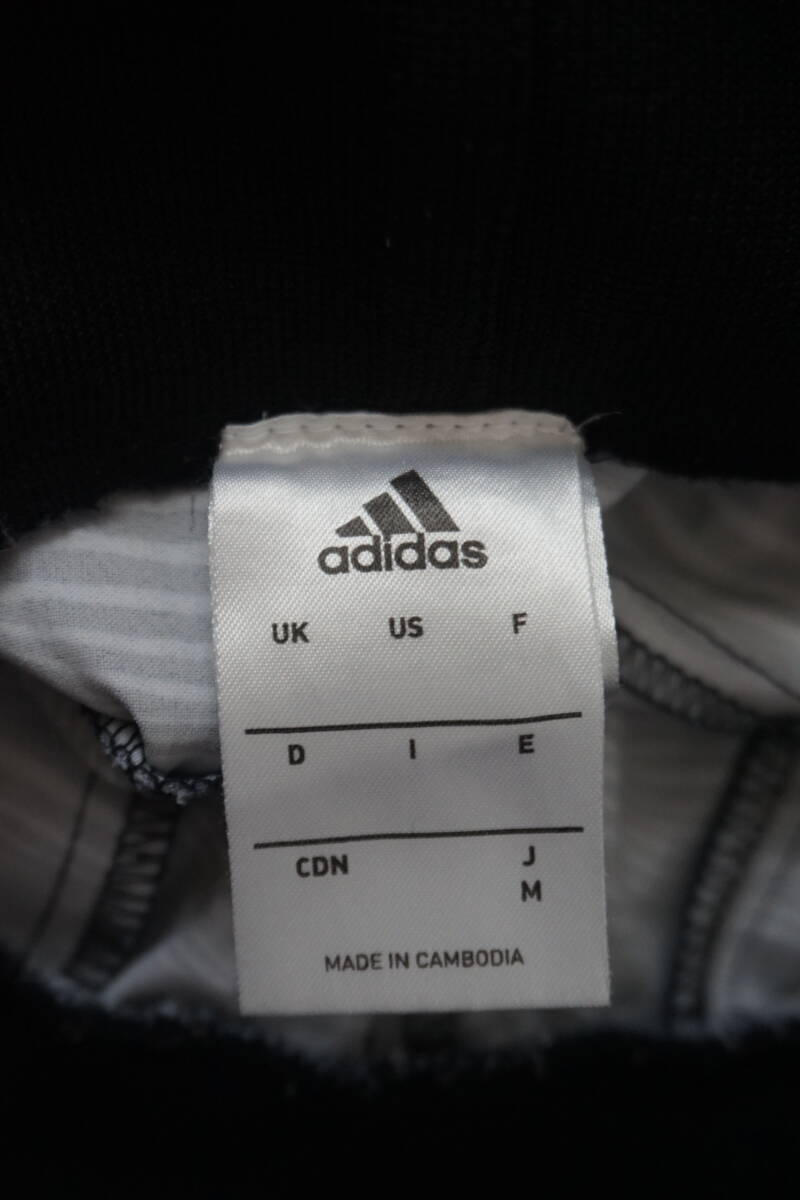 adidas
UK US F
D I E
CDN J
M
MADE IN CAMBODIA